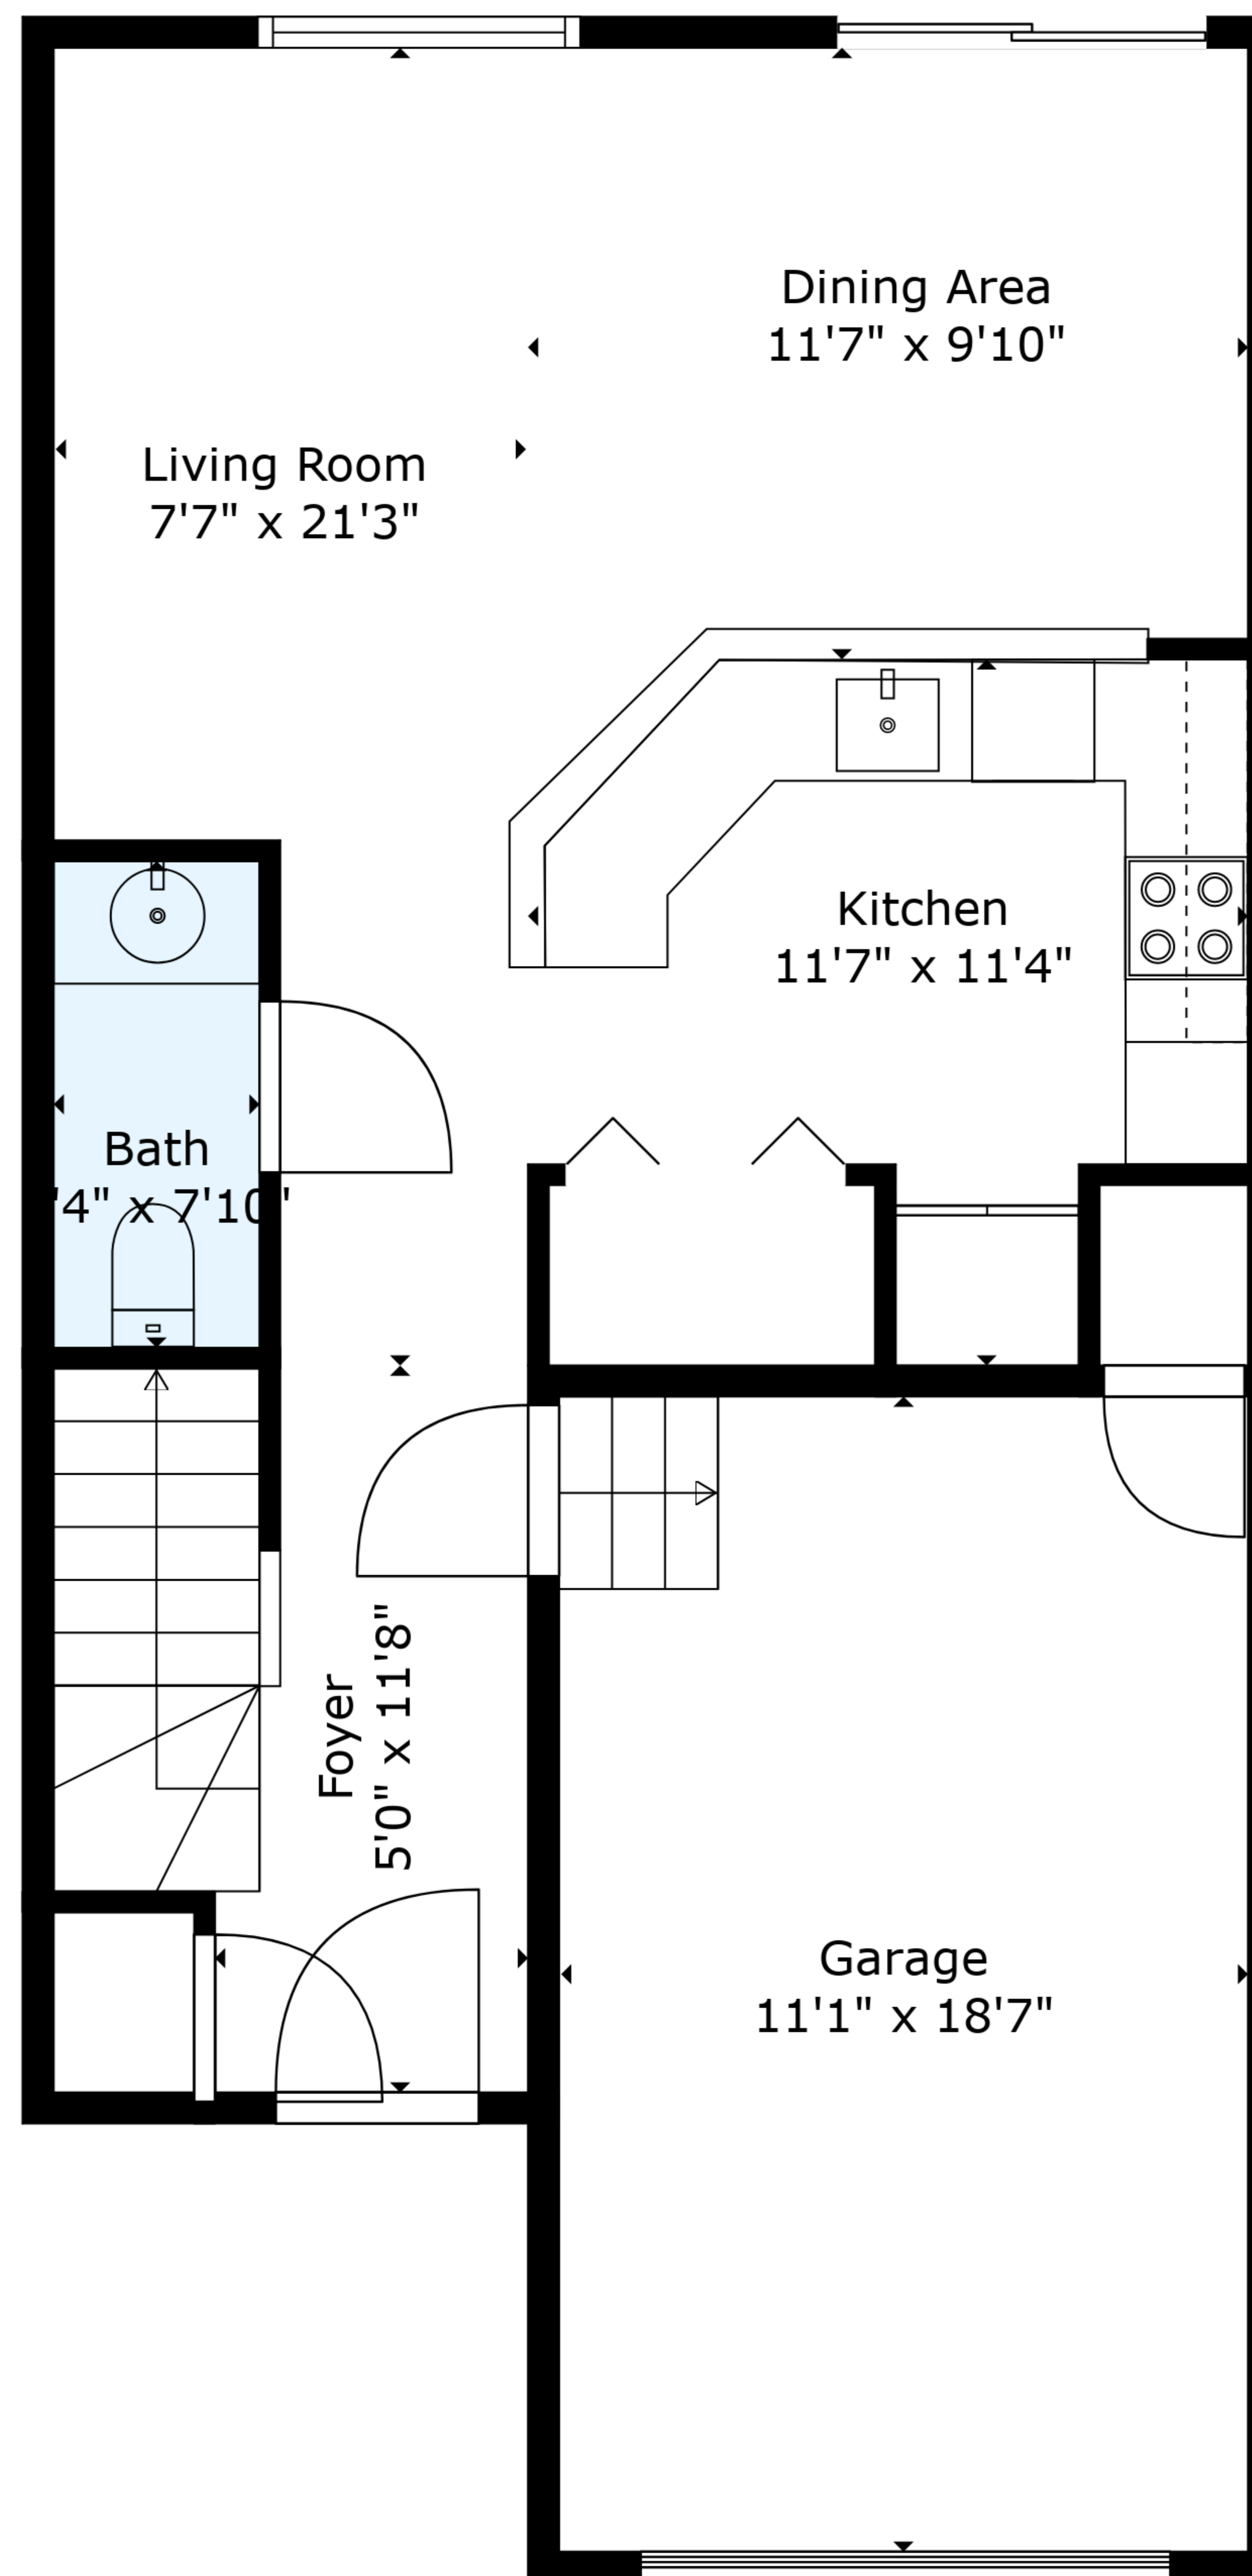 Dining Area
11'7" x 9'10"
Living Room
7'7" x 21'3"
Kitchen
11'7" x 11'4"
Bath
'4" x 7'10"
Foyer
5'0" x 11'8"
Garage
11'1" x 18'7"